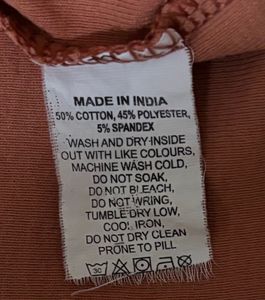 MADE IN INDIA
50% COTTON, 45% POLYESTER,
5% SPANDEX
WASH AND DRY INSIDE
OUT WITH LIKE COLOURS,
MACHINE WASH COLD,
DO NOT SOAK,
DO NOT BLEACH,
DO NOT WRING,
TUMBLE DRY LOW,
COOL IRON,
DO NOT DRY CLEAN
PRONE TO PILL
30